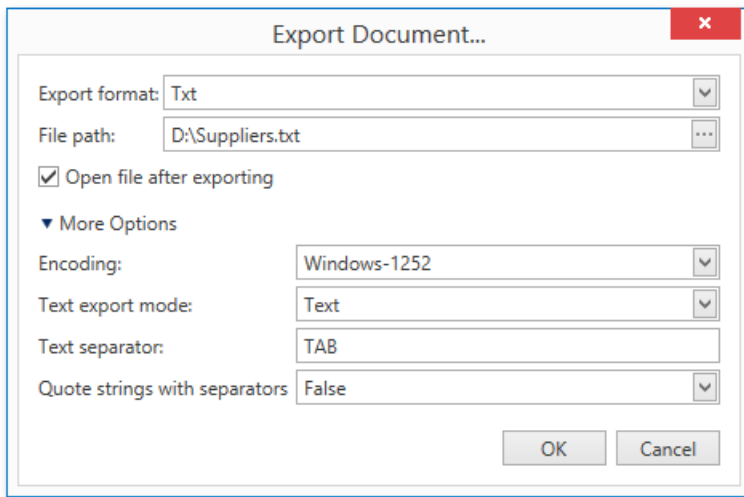 Export Document...
Export format: Txt
File path: D:\Suppliers.txt
Open file after exporting
More Options
Encoding: Windows-1252
Text export mode: Text
Text separator: TAB
Quote strings with separators False
OK Cancel